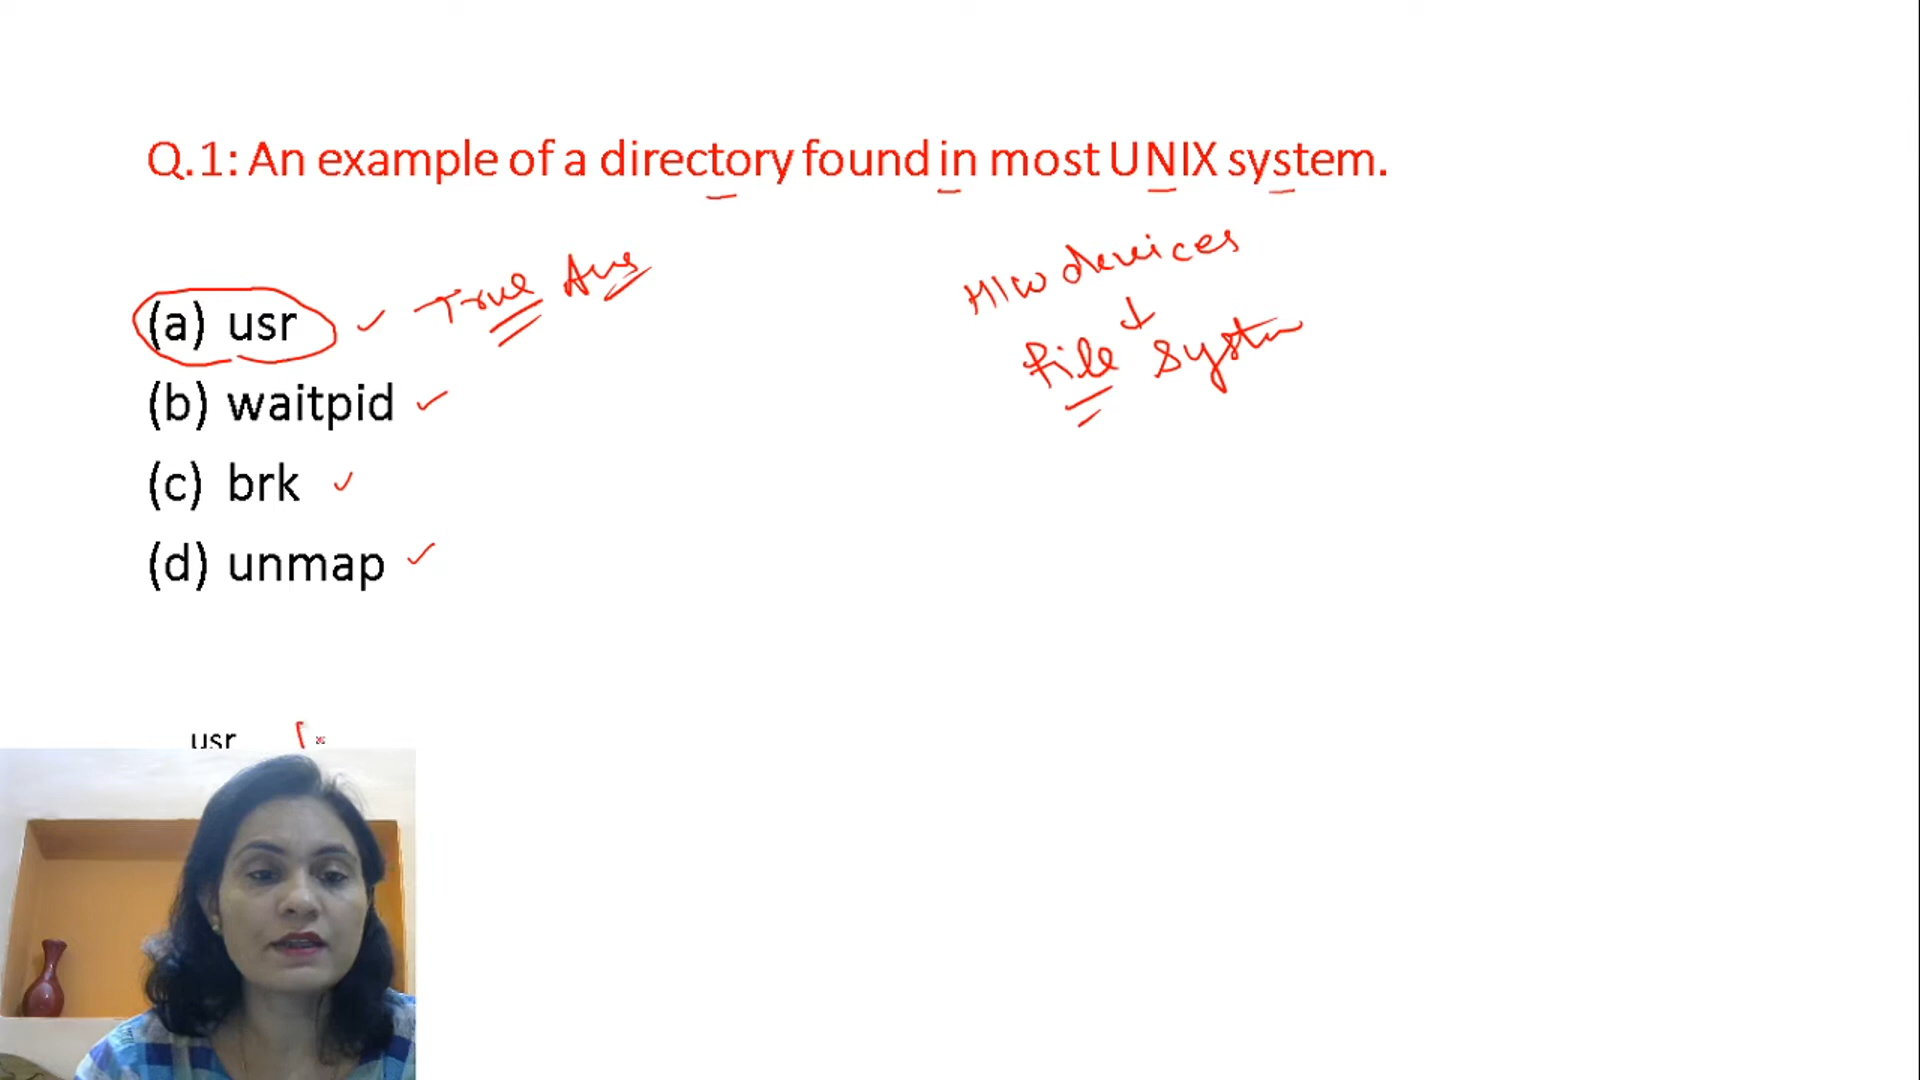 Q.1: An example of a directory found in most UNIX system.
H/w devices
(a) usr ✓ True Ans
↓
File System
(b) waitpid ✓
(c) brk ✓
(d) unmap ✓
usr